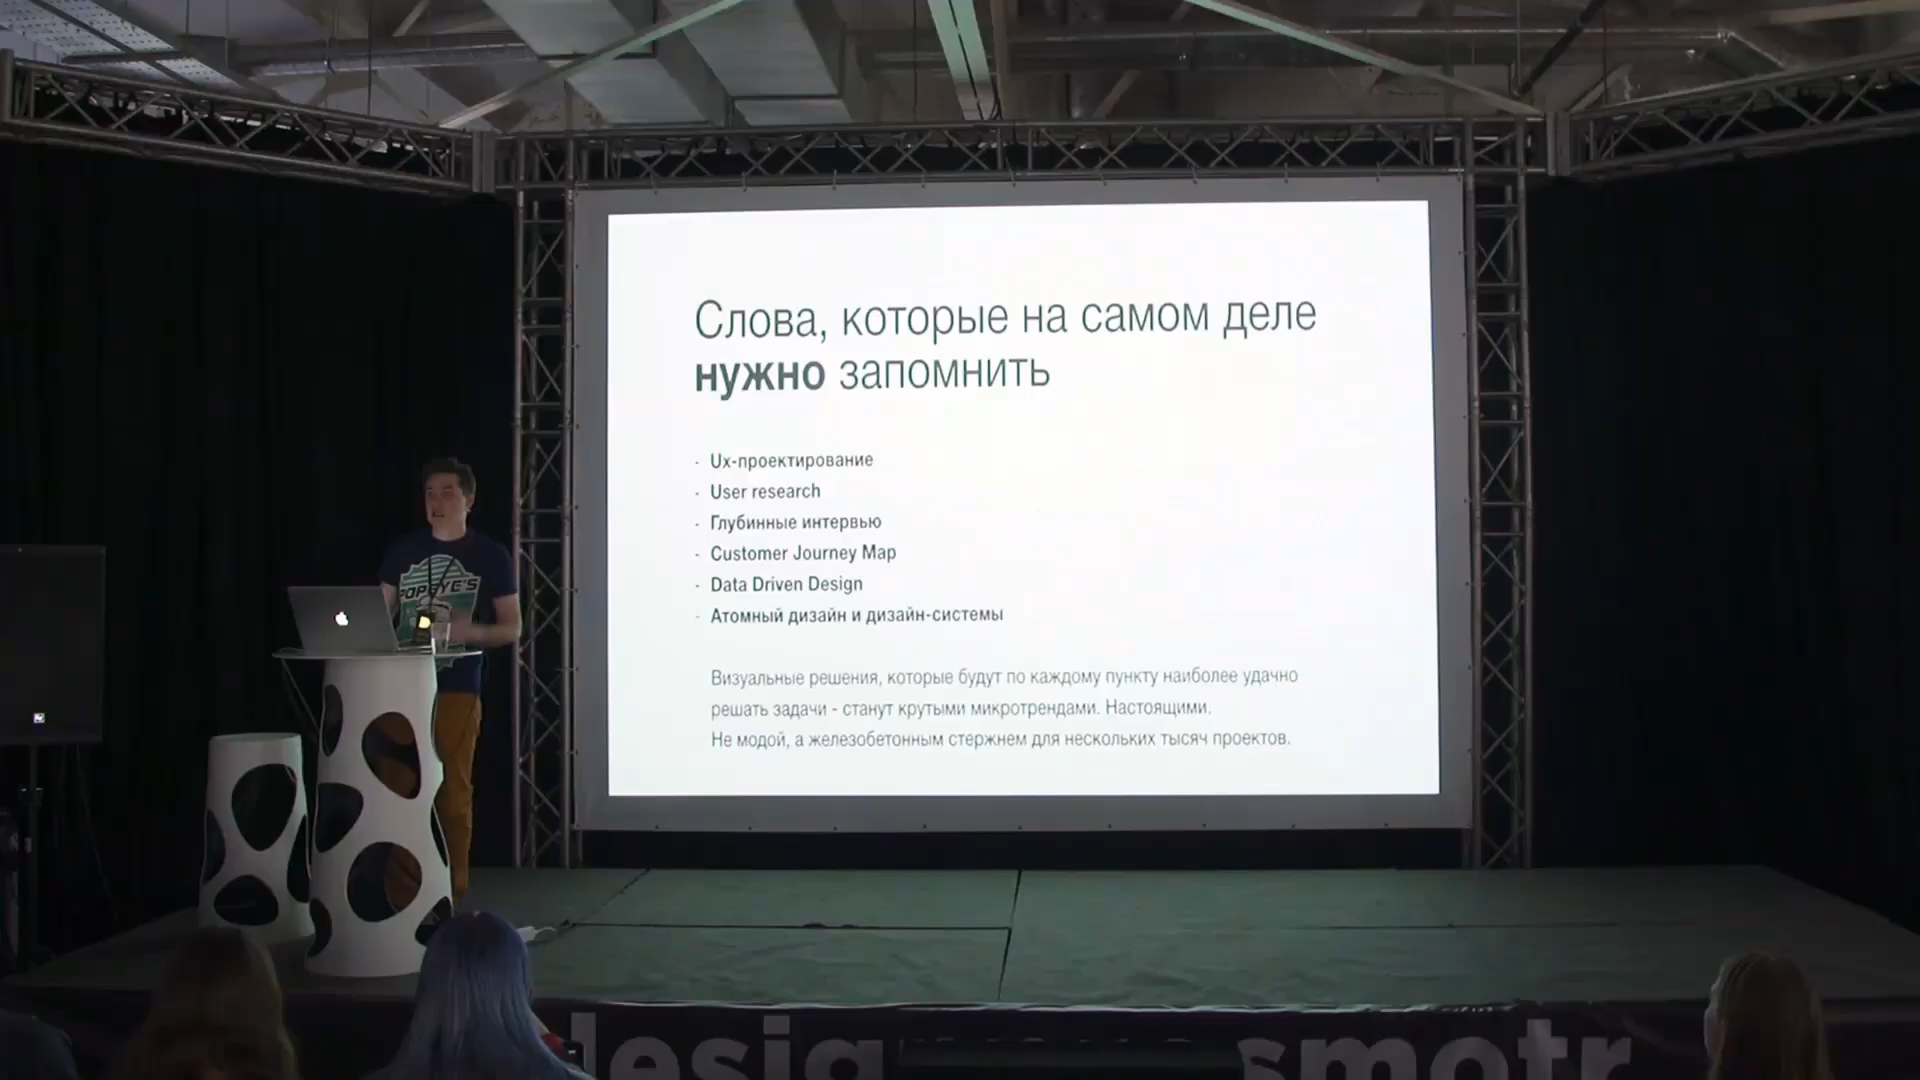 Слова, которые на самом деле
нужно запомнить
- Ux-проектирование
- User research
- Глубинные интервью
- Customer Journey Map
- Data Driven Design
- Атомный дизайн и дизайн-системы
Визуальные решения, которые будут по каждому пункту наиболее удачно
решать задачи - станут крутыми микротрендами. Настоящими.
Не модой, а железобетонным стержнем для нескольких тысяч проектов.
POPEYE'S
smotr